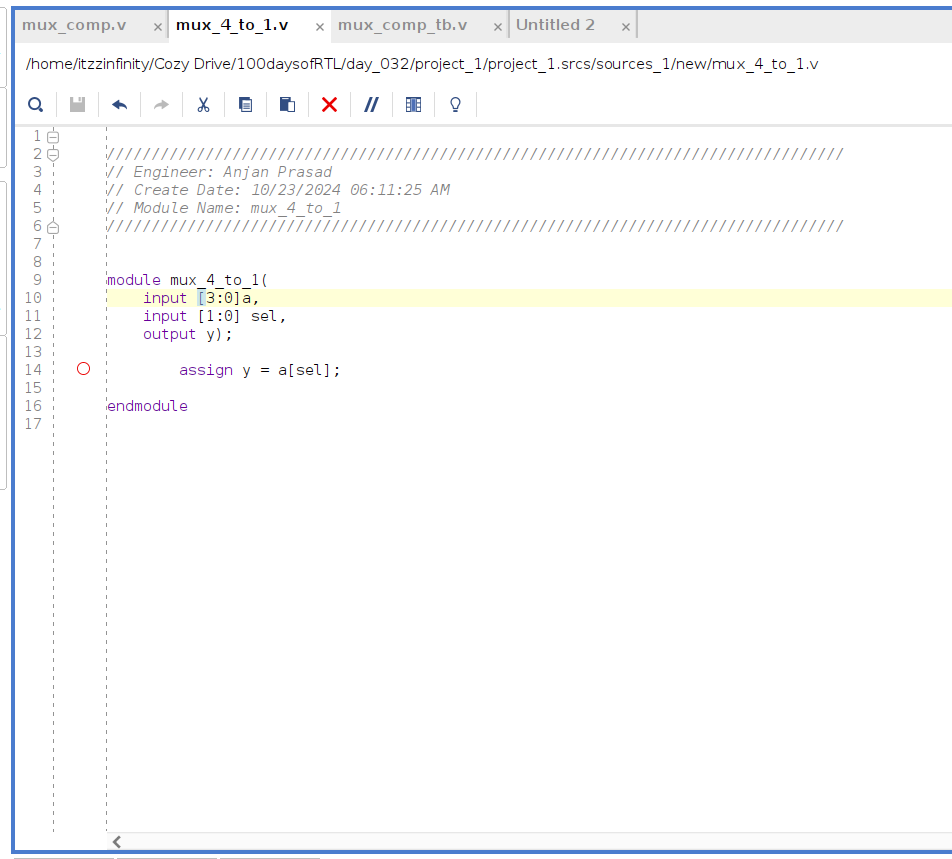 mux_comp.v × mux_4_to_1.v × mux_comp_tb.v × Untitled 2 ×
/home/itzzinfinity/Cozy Drive/100daysofRTL/day_032/project_1/project_1.srcs/sources_1/new/mux_4_to_1.v
1
2 //////////////////////////////////////////////////////////////////////////////////
3 // Engineer: Anjan Prasad
4 // Create Date: 10/23/2024 06:11:25 AM
5 // Module Name: mux_4_to_1
6 //////////////////////////////////////////////////////////////////////////////////
7
8
9 module mux_4_to_1(
10     input [3:0]a,
11     input [1:0] sel,
12     output y);
13
14         assign y = a[sel];
15
16 endmodule
17